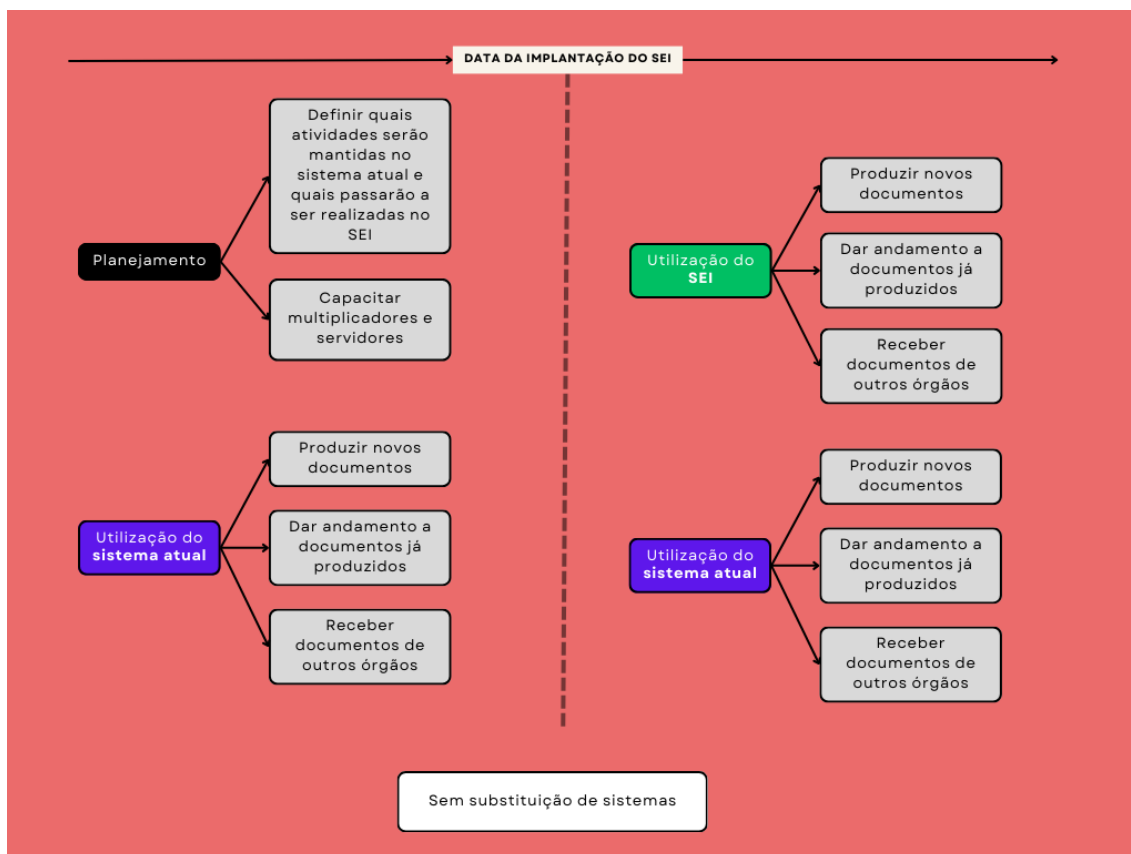 DATA DA IMPLANTAÇÃO DO SEI
Planejamento
Definir quais
atividades serão
mantidas no
sistema atual e
quais passarão a
ser realizadas no
SEI
Capacitar
multiplicadores e
servidores
Utilização do
sistema atual
Produzir novos
documentos
Dar andamento a
documentos já
produzidos
Receber
documentos de
outros órgãos
Utilização do
SEI
Produzir novos
documentos
Dar andamento a
documentos já
produzidos
Receber
documentos de
outros órgãos
Utilização do
sistema atual
Produzir novos
documentos
Dar andamento a
documentos já
produzidos
Receber
documentos de
outros órgãos
Sem substituição de sistemas